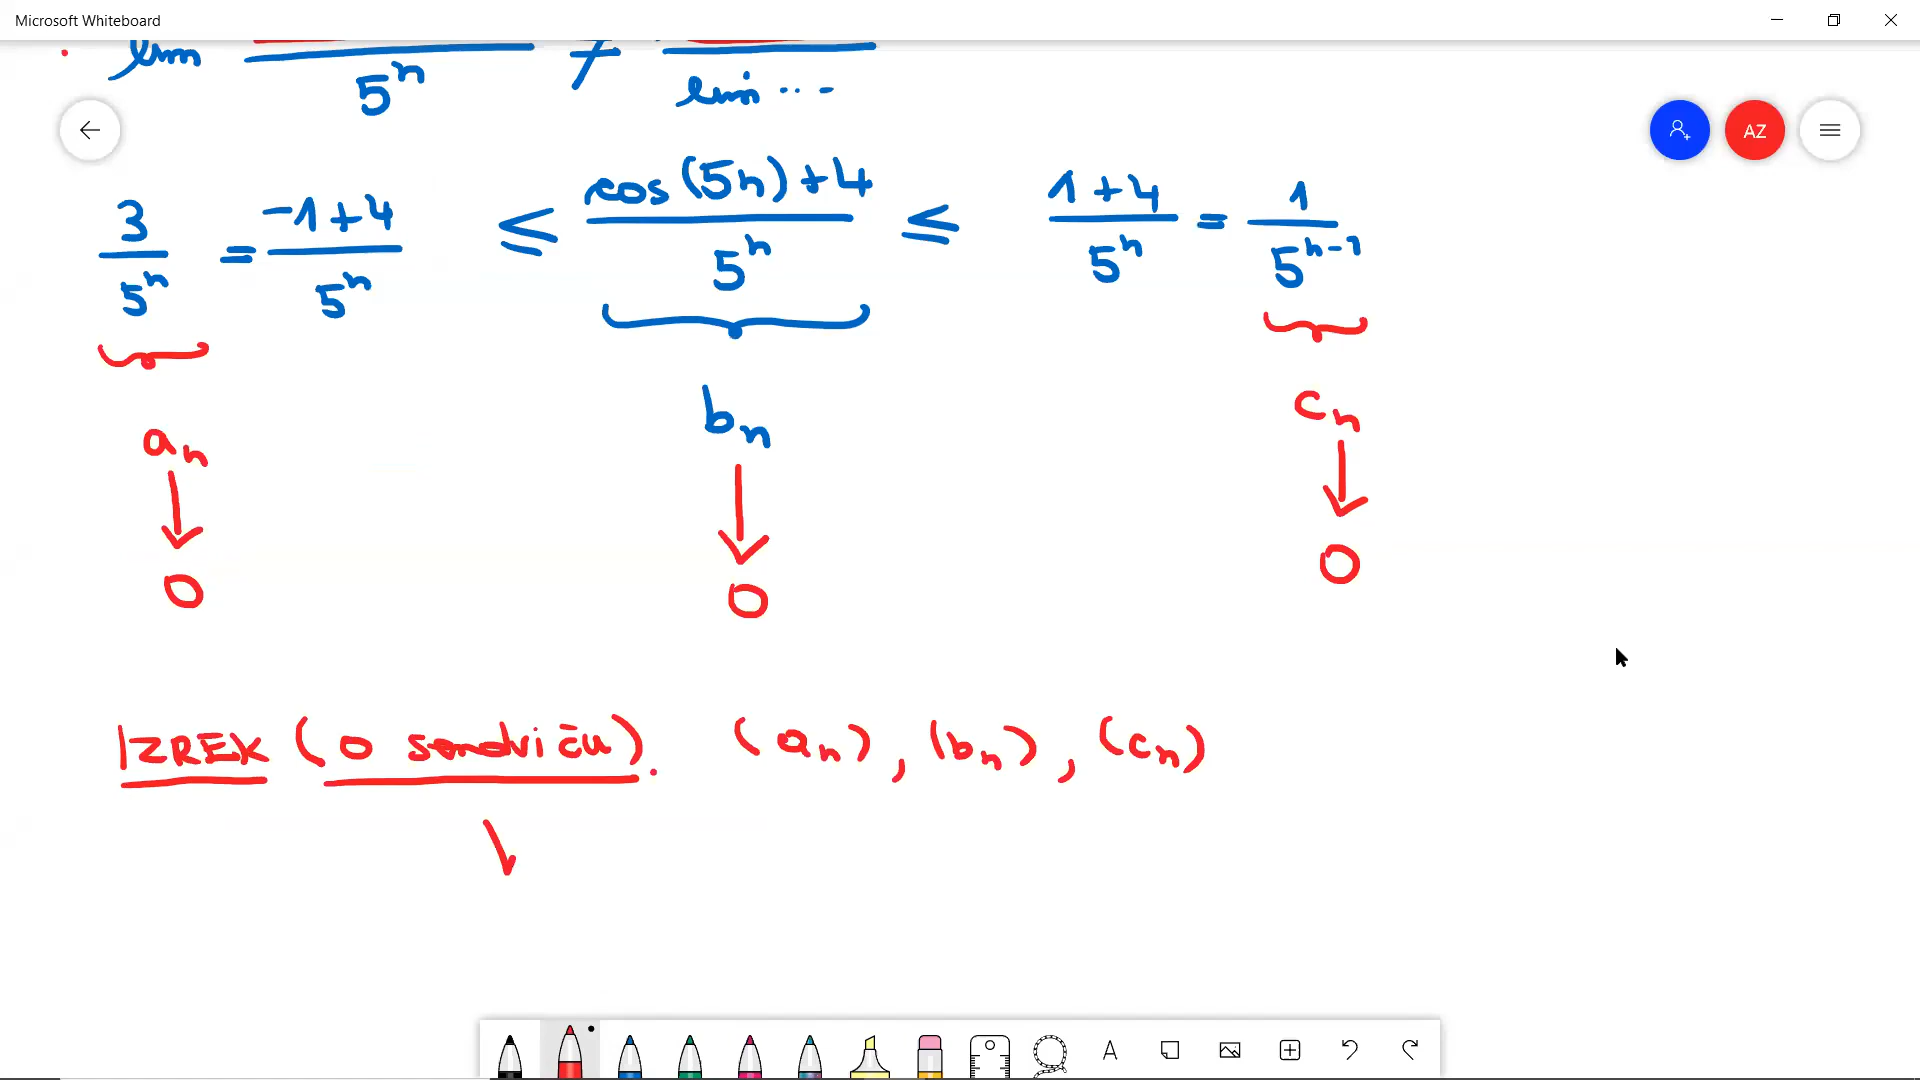 Microsoft Whiteboard
lim / 5^n ≠ / lim ...
AZ
3/5^n = (-1+4)/5^n ≤ (cos(5n)+4)/5^n ≤ (1+4)/5^n = 1/5^(n-1)
a_n b_n c_n
↓ ↓ ↓
0 0 0
IZREK (O sendviču). (a_n), (b_n), (c_n)
A